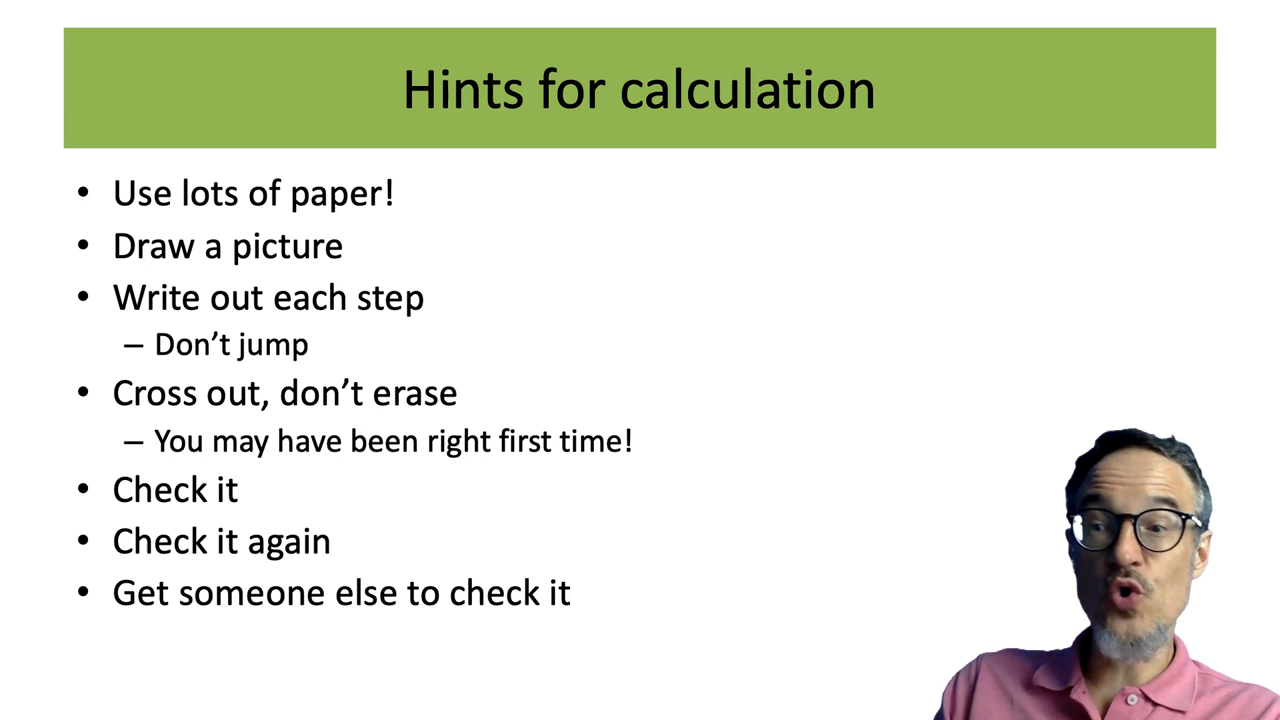 Hints for calculation
• Use lots of paper!
• Draw a picture
• Write out each step
– Don’t jump
• Cross out, don’t erase
– You may have been right first time!
• Check it
• Check it again
• Get someone else to check it